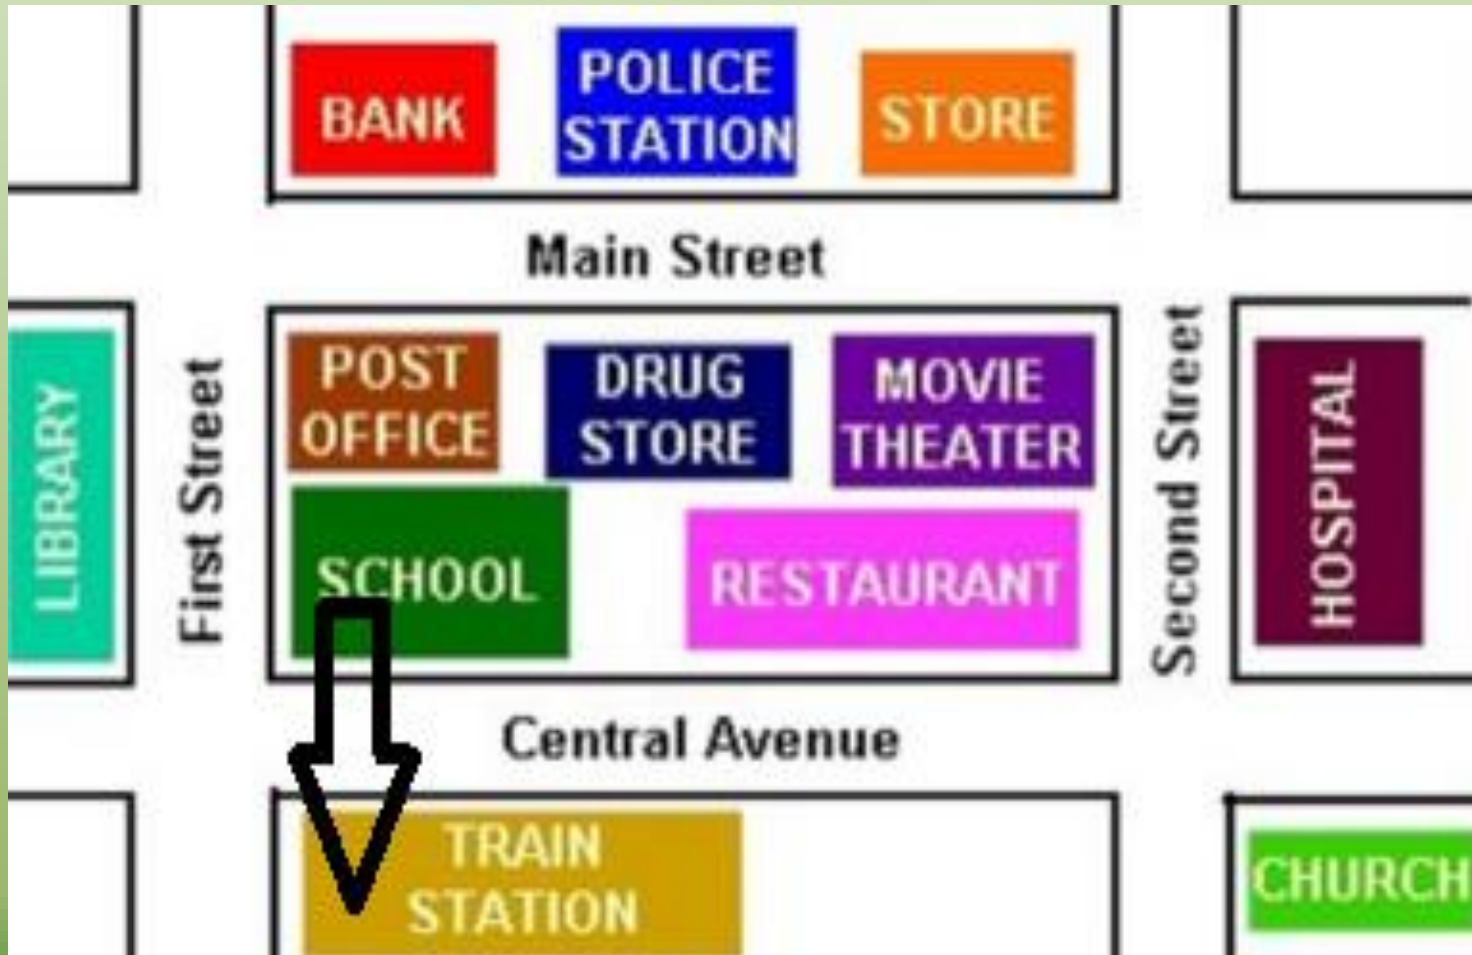 BANK
POLICE
STATION
STORE
Main Street
LIBRARY
First Street
POST
OFFICE
DRUG
STORE
MOVIE
THEATER
SCHOOL
RESTAURANT
Second Street
HOSPITAL
Central Avenue
TRAIN
STATION
CHURCH